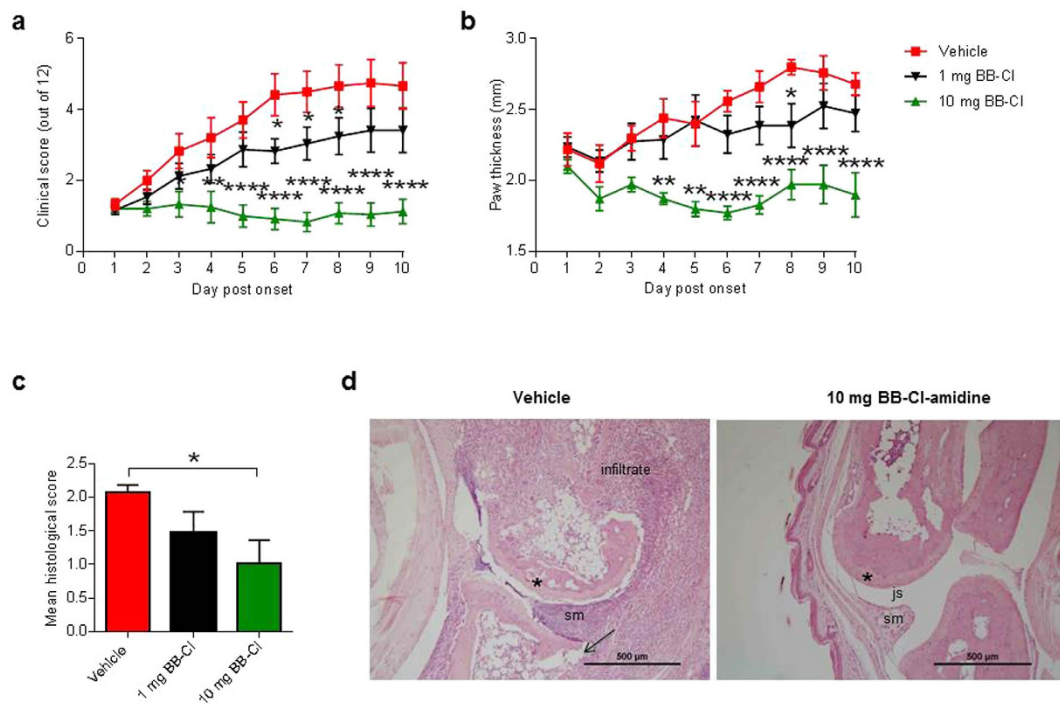 a
6
4
2
0
Clinical score (out of 12)
* ** **** **** **** **** **** ****
* * *
0 1 2 3 4 5 6 7 8 9 10
Day post onset
b
3.0
2.5
2.0
1.5
Paw thickness (mm)
*
** ** **** **** **** **** ****
0 1 2 3 4 5 6 7 8 9 10
Day post onset
Vehicle
1 mg BB-Cl
10 mg BB-Cl
c
2.5
2.0
1.5
1.0
0.5
0.0
Mean histological score
*
Vehicle
1 mg BB-Cl
10 mg BB-Cl
d
Vehicle
infiltrate
*
sm
500 µm
10 mg BB-Cl-amidine
*
js
sm
500 µm